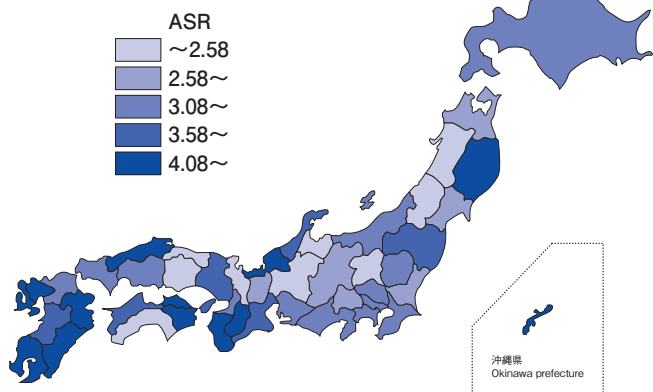 ASR
～2.58
2.58～
3.08～
3.58～
4.08～
沖縄県
Okinawa prefecture